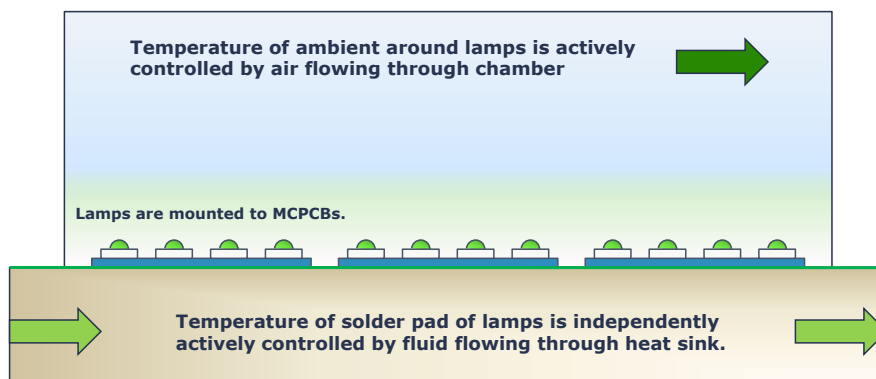 Temperature of ambient around lamps is actively
controlled by air flowing through chamber
Lamps are mounted to MCPCBs.
Temperature of solder pad of lamps is independently
actively controlled by fluid flowing through heat sink.